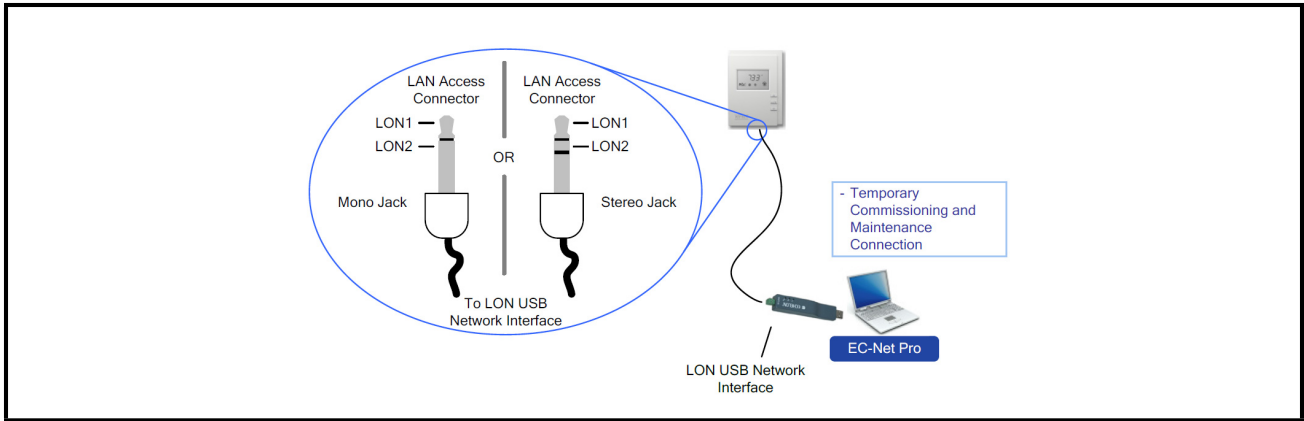 LAN Access
Connector
LAN Access
Connector
LON1
LON2
OR
LON1
LON2
Mono Jack
Stereo Jack
To LON USB
Network Interface
- Temporary
Commissioning and
Maintenance
Connection
EC-Net Pro
LON USB Network
Interface